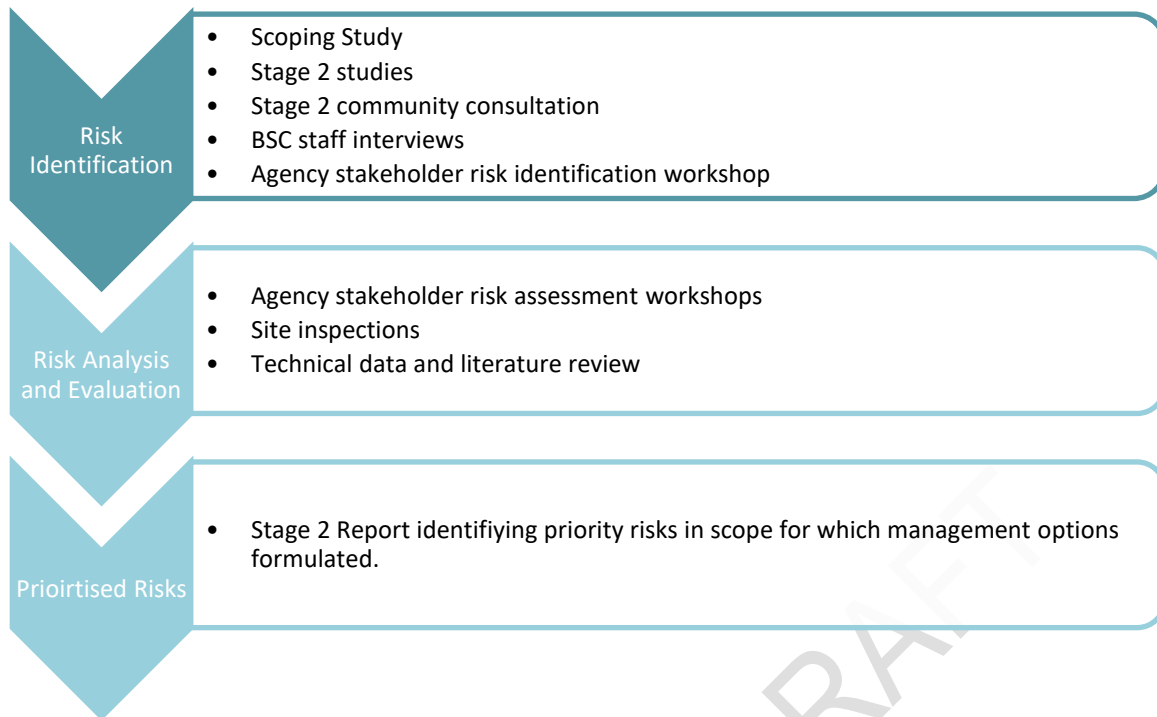 Risk
Identification
• Scoping Study
• Stage 2 studies
• Stage 2 community consultation
• BSC staff interviews
• Agency stakeholder risk identification workshop
Risk Analysis
and Evaluation
• Agency stakeholder risk assessment workshops
• Site inspections
• Technical data and literature review
Prioirtised Risks
• Stage 2 Report identifiying priority risks in scope for which management options
formulated.
RAFT